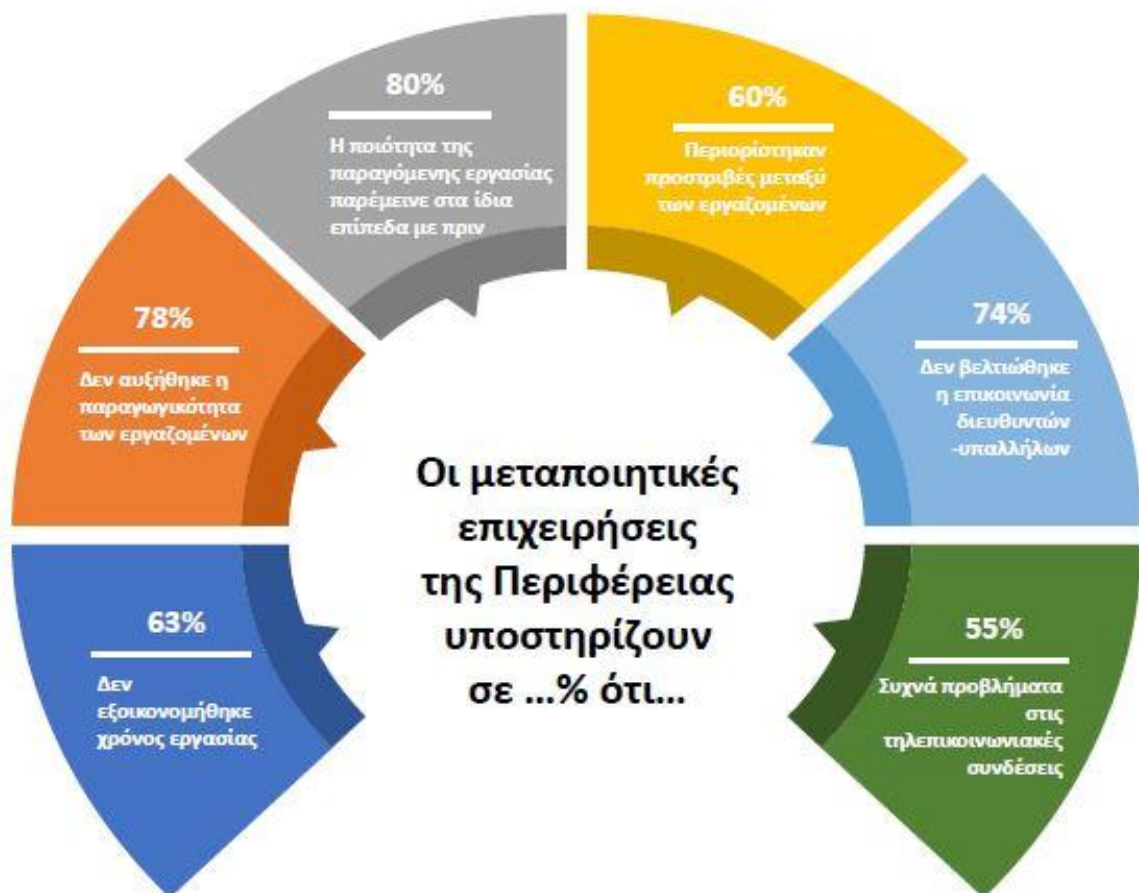 80%
Η ποιότητα της
παραγόμενης εργασίας
παρέμεινε στα ίδια
επίπεδα με πριν
60%
Περιορίστηκαν
προστριβές μεταξύ
των εργαζομένων
78%
Δεν αυξήθηκε η
παραγωγικότητα
των εργαζομένων
74%
Δεν βελτιώθηκε
η επικοινωνία
διευθυντών
-υπαλλήλων
63%
Δεν
εξοικονομήθηκε
χρόνος εργασίας
55%
Συχνά προβλήματα
στις
τηλεπικοινωνιακές
συνδέσεις
Οι μεταποιητικές
επιχειρήσεις
της Περιφέρειας
υποστηρίζουν
σε ...% ότι...